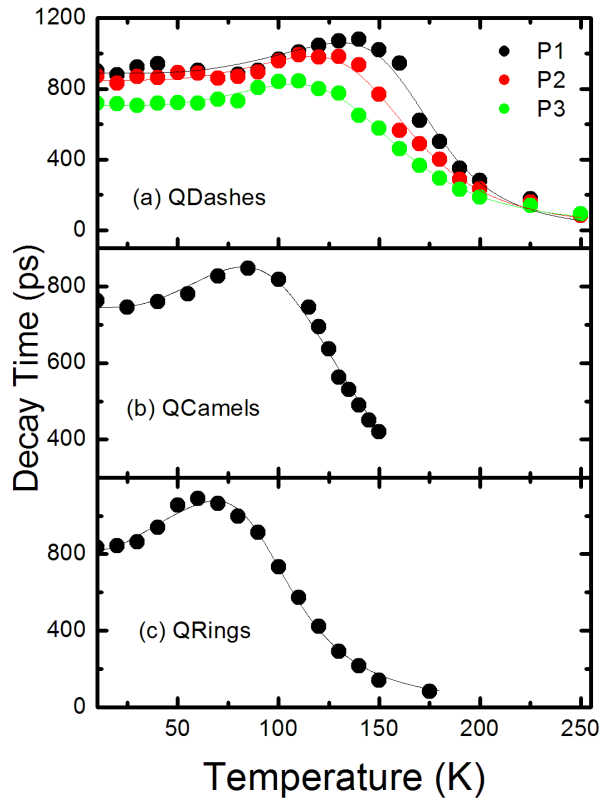 1200
P1
P2
800
P3
400
(a) QDashes
0
Decay Time (ps)
800
600
(b) QCamels
400
800
(c) QRings
400
0
50 100 150 200 250
Temperature (K)